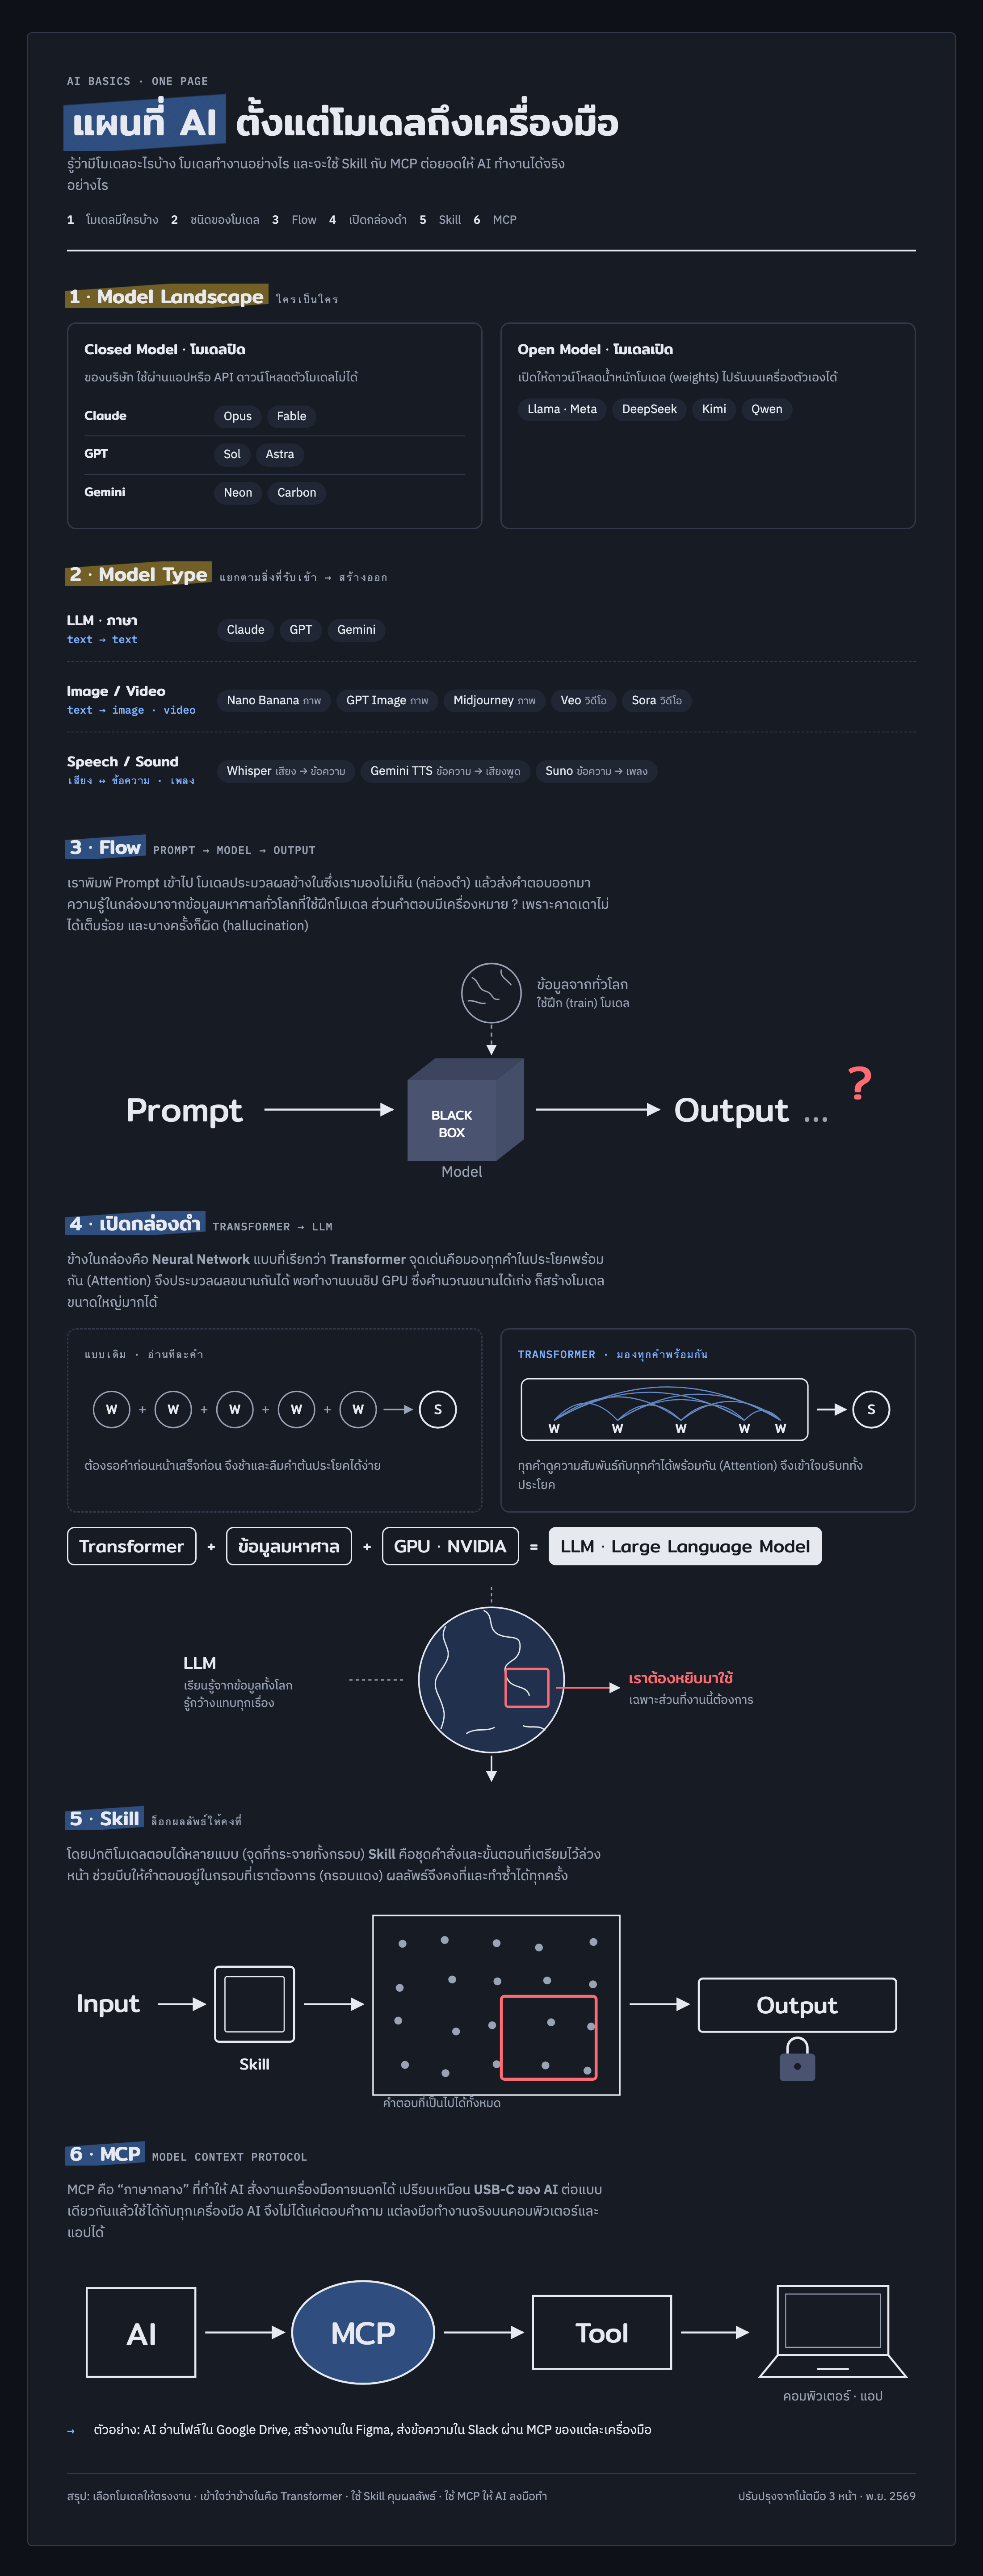 AI BASICS · ONE PAGE
แผนที่ AI ตั้งแต่โมเดลถึงเครื่องมือ
รู้ว่ามีโมเดลอะไรบ้าง โมเดลทำงานอย่างไร และจะใช้ Skill กับ MCP ต่อยอดให้ AI ทำงานได้จริง
อย่างไร
1 โมเดลมีใครบ้าง 2 ชนิดของโมเดล 3 Flow 4 เปิดกล่องดำ 5 Skill 6 MCP
1 · Model Landscape ใครเป็นใคร
Closed Model · โมเดลปิด
ของบริษัท ใช้ผ่านแอปหรือ API ดาวน์โหลดตัวโมเดลไม่ได้
Claude Opus Fable
GPT Sol Astra
Gemini Neon Carbon
Open Model · โมเดลเปิด
เปิดให้ดาวน์โหลดน้ำหนักโมเดล (weights) ไปรันบนเครื่องตัวเองได้
Llama · Meta DeepSeek Kimi Qwen
2 · Model Type แยกตามสิ่งที่รับเข้า → สร้างออก
LLM · ภาษา
text → text
Claude GPT Gemini
Image / Video
text → image · video
Nano Banana ภาพ GPT Image ภาพ Midjourney ภาพ Veo วิดีโอ Sora วิดีโอ
Speech / Sound
เสียง ↔ ข้อความ · เพลง
Whisper เสียง → ข้อความ Gemini TTS ข้อความ → เสียงพูด Suno ข้อความ → เพลง
3 · Flow PROMPT → MODEL → OUTPUT
เราพิมพ์ Prompt เข้าไป โมเดลประมวลผลข้างในซึ่งเรามองไม่เห็น (กล่องดำ) แล้วส่งคำตอบออกมา
ความรู้ในกล่องมาจากข้อมูลมหาศาลทั่วโลกที่ใช้ฝึกโมเดล ส่วนคำตอบมีเครื่องหมาย ? เพราะคาดเดาไม่
ได้เต็มร้อย และบางครั้งก็ผิด (hallucination)
ข้อมูลจากทั่วโลก
ใช้ฝึก (train) โมเดล
Prompt
BLACK
BOX
Model
Output ...
?
4 · เปิดกล่องดำ TRANSFORMER → LLM
ข้างในกล่องคือ Neural Network แบบที่เรียกว่า Transformer จุดเด่นคือมองทุกคำในประโยคพร้อม
กัน (Attention) จึงประมวลผลขนานกันได้ พอทำงานบนชิป GPU ซึ่งคำนวณขนานได้เก่ง ก็สร้างโมเดล
ขนาดใหญ่มากได้
แบบเดิม · อ่านทีละคำ
W + W + W + W + W S
ต้องรอคำก่อนหน้าเสร็จก่อน จึงช้าและลืมคำต้นประโยคได้ง่าย
TRANSFORMER · มองทุกคำพร้อมกัน
W W W W W S
ทุกคำดูความสัมพันธ์กับทุกคำได้พร้อมกัน (Attention) จึงเข้าใจบริบททั้ง
ประโยค
Transformer + ข้อมูลมหาศาล + GPU · NVIDIA = LLM · Large Language Model
LLM
เรียนรู้จากข้อมูลทั้งโลก
รู้กว้างแทบทุกเรื่อง
เราต้องหยิบมาใช้
เฉพาะส่วนที่งานนี้ต้องการ
5 · Skill ล็อกผลลัพธ์ให้คงที่
โดยปกติโมเดลตอบได้หลายแบบ (จุดที่กระจายทั้งกรอบ) Skill คือชุดคำสั่งและขั้นตอนที่เตรียมไว้ล่วง
หน้า ช่วยบีบให้คำตอบอยู่ในกรอบที่เราต้องการ (กรอบแดง) ผลลัพธ์จึงคงที่และทำซ้ำได้ทุกครั้ง
Input
Skill
คำตอบที่เป็นไปได้ทั้งหมด
Output
6 · MCP MODEL CONTEXT PROTOCOL
MCP คือ “ภาษากลาง” ที่ทำให้ AI สั่งงานเครื่องมือภายนอกได้ เปรียบเหมือน USB-C ของ AI ต่อแบบ
เดียวกันแล้วใช้ได้กับทุกเครื่องมือ AI จึงไม่ได้แค่ตอบคำถาม แต่ลงมือทำงานจริงบนคอมพิวเตอร์และ
แอปได้
AI
MCP
Tool
คอมพิวเตอร์ · แอป
→ ตัวอย่าง: AI อ่านไฟล์ใน Google Drive, สร้างงานใน Figma, ส่งข้อความใน Slack ผ่าน MCP ของแต่ละเครื่องมือ
สรุป: เลือกโมเดลให้ตรงงาน · เข้าใจว่าข้างในคือ Transformer · ใช้ Skill คุมผลลัพธ์ · ใช้ MCP ให้ AI ลงมือทำ
ปรับปรุงจากโน้ตมือ 3 หน้า · พ.ย. 2569